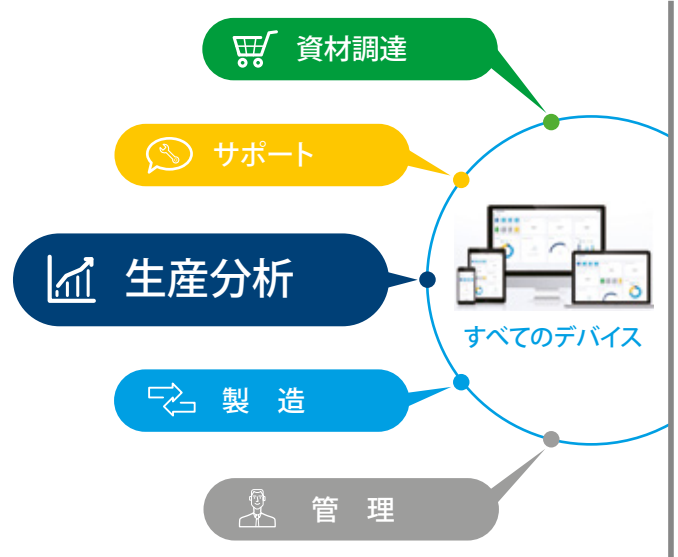 資材調達
サポート
生産分析
すべてのデバイス
製　造
管　理